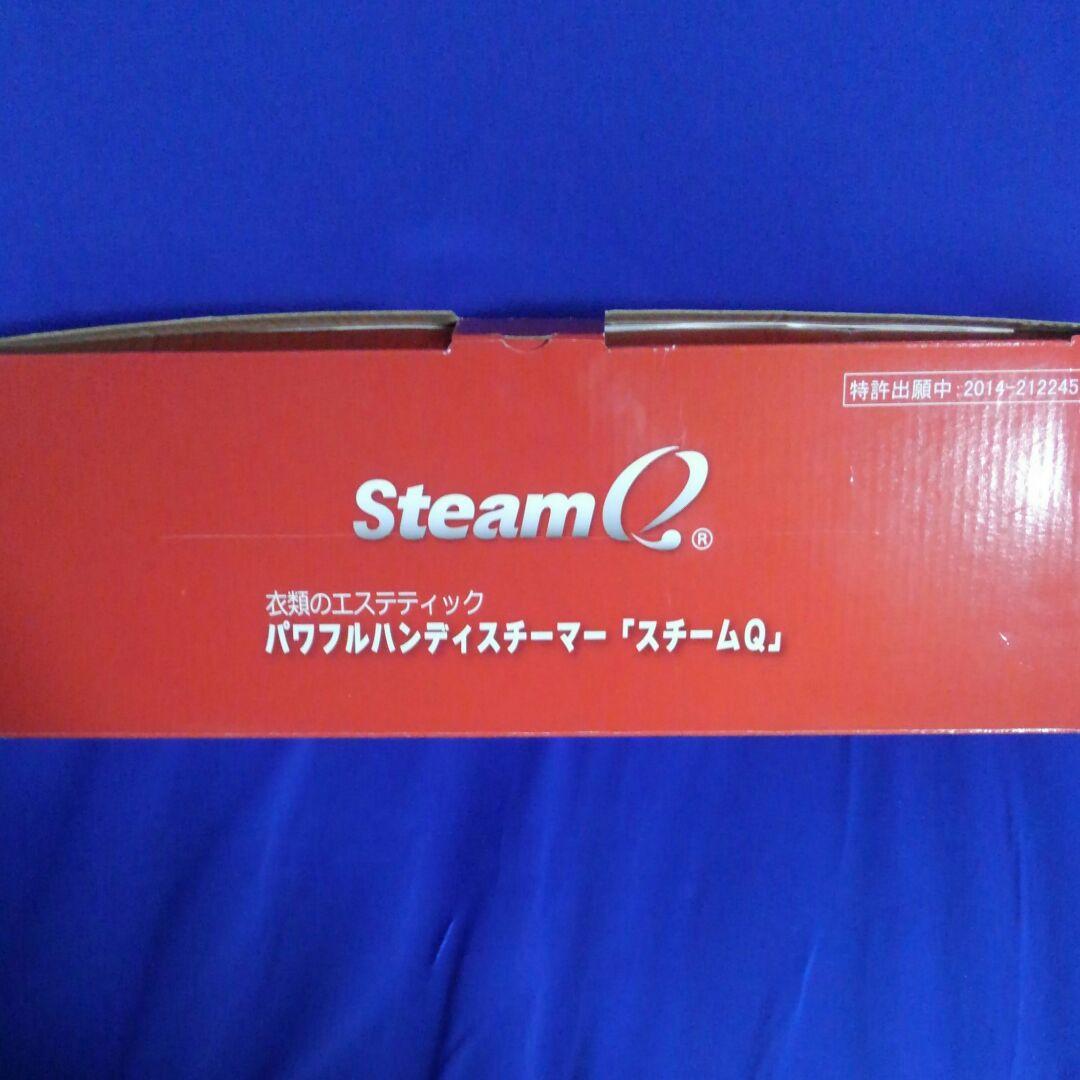 特許出願中:2014-212245
SteamQ®
衣類のエステティック
パワフルハンディスチーマー「スチームQ」